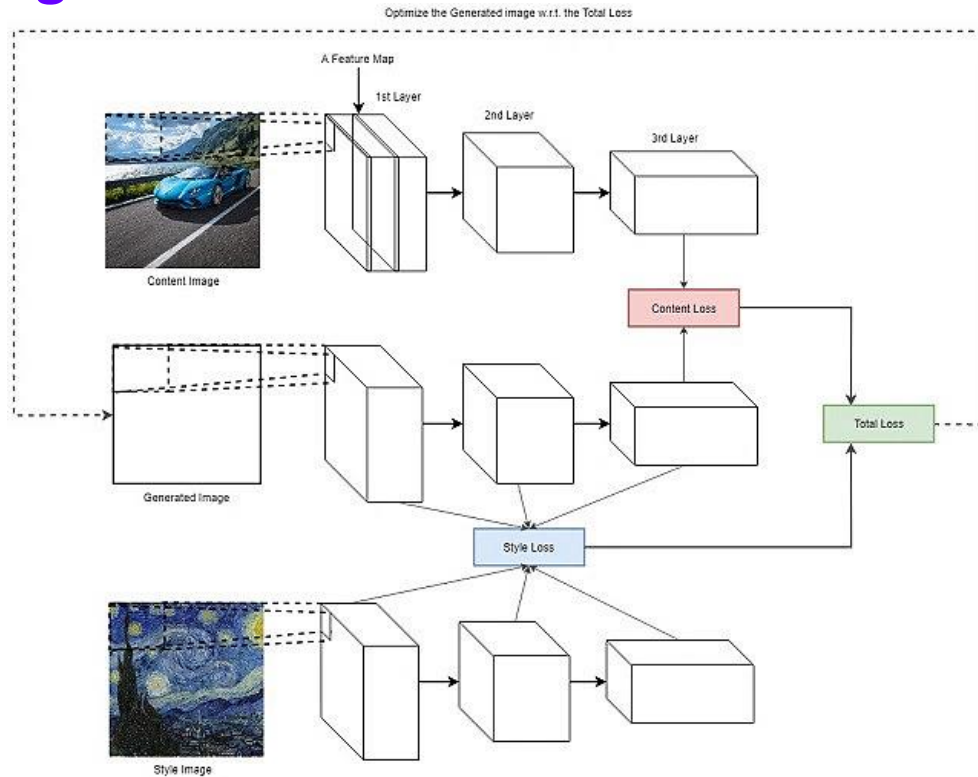 Optimize the Generated image w.r.t. the Total Loss
A Feature Map
1st Layer
2nd Layer
3rd Layer
Content Image
Content Loss
Total Loss
Generated Image
Style Loss
Style Image